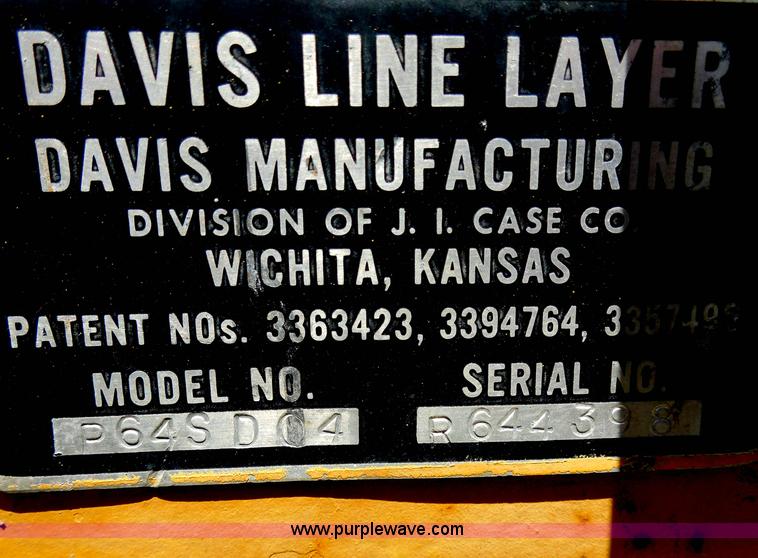 DAVIS LINE LAYER
DAVIS MANUFACTURING
DIVISION OF J. I. CASE CO.
WICHITA, KANSAS
PATENT NOs. 3363423, 3394764,
MODEL NO. SERIAL NO.
P64SD04 R644398
www.purplewave.com